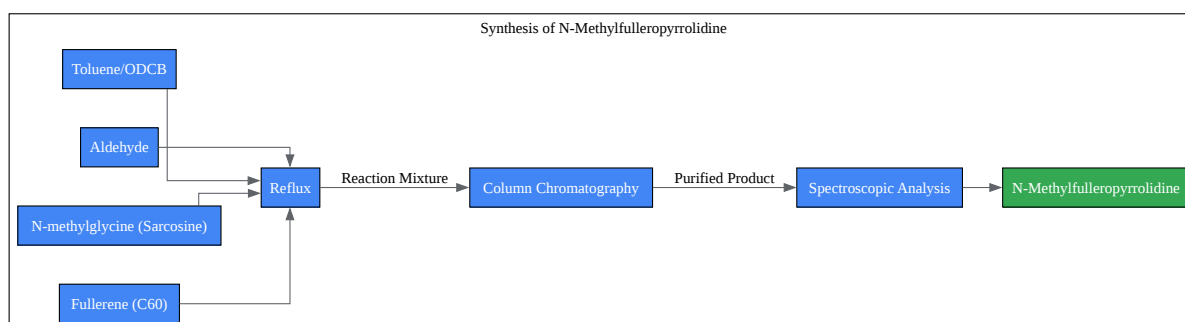 Synthesis of N-Methylfulleropyrrolidine
Toluene/ODCB
Aldehyde
N-methylglycine (Sarcosine)
Fullerene (C60)
Reflux
Reaction Mixture
Column Chromatography
Purified Product
Spectroscopic Analysis
N-Methylfulleropyrrolidine